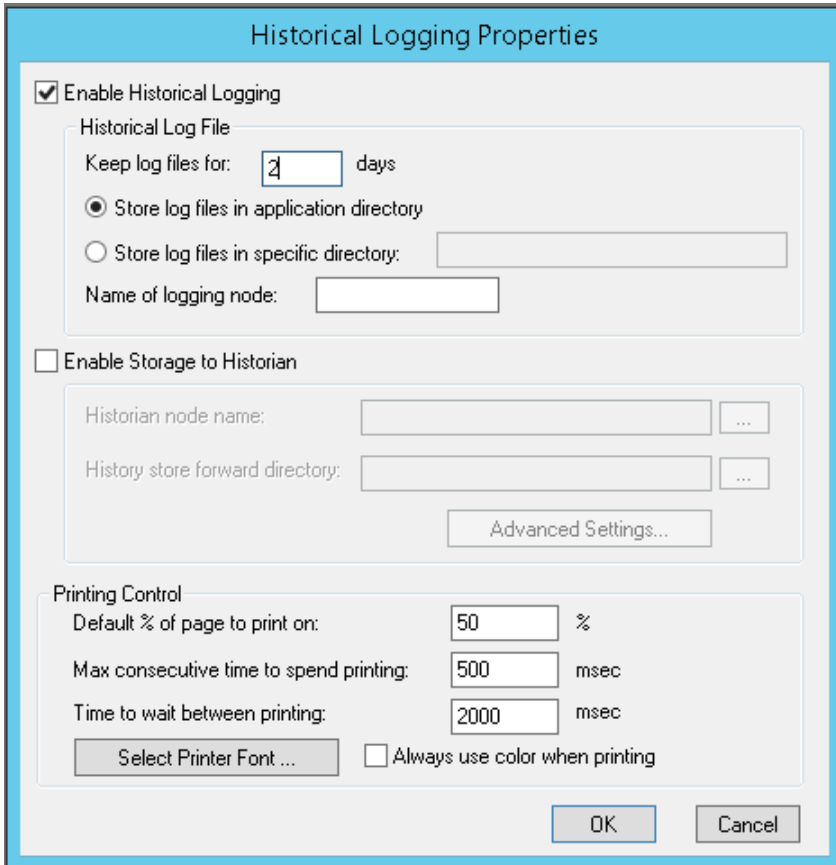 Historical Logging Properties
Enable Historical Logging
Historical Log File
Keep log files for: 2 days
Store log files in application directory
Store log files in specific directory:
Name of logging node:
Enable Storage to Historian
Historian node name: ...
History store forward directory: ...
Advanced Settings...
Printing Control
Default % of page to print on: 50 %
Max consecutive time to spend printing: 500 msec
Time to wait between printing: 2000 msec
Select Printer Font ... Always use color when printing
OK Cancel